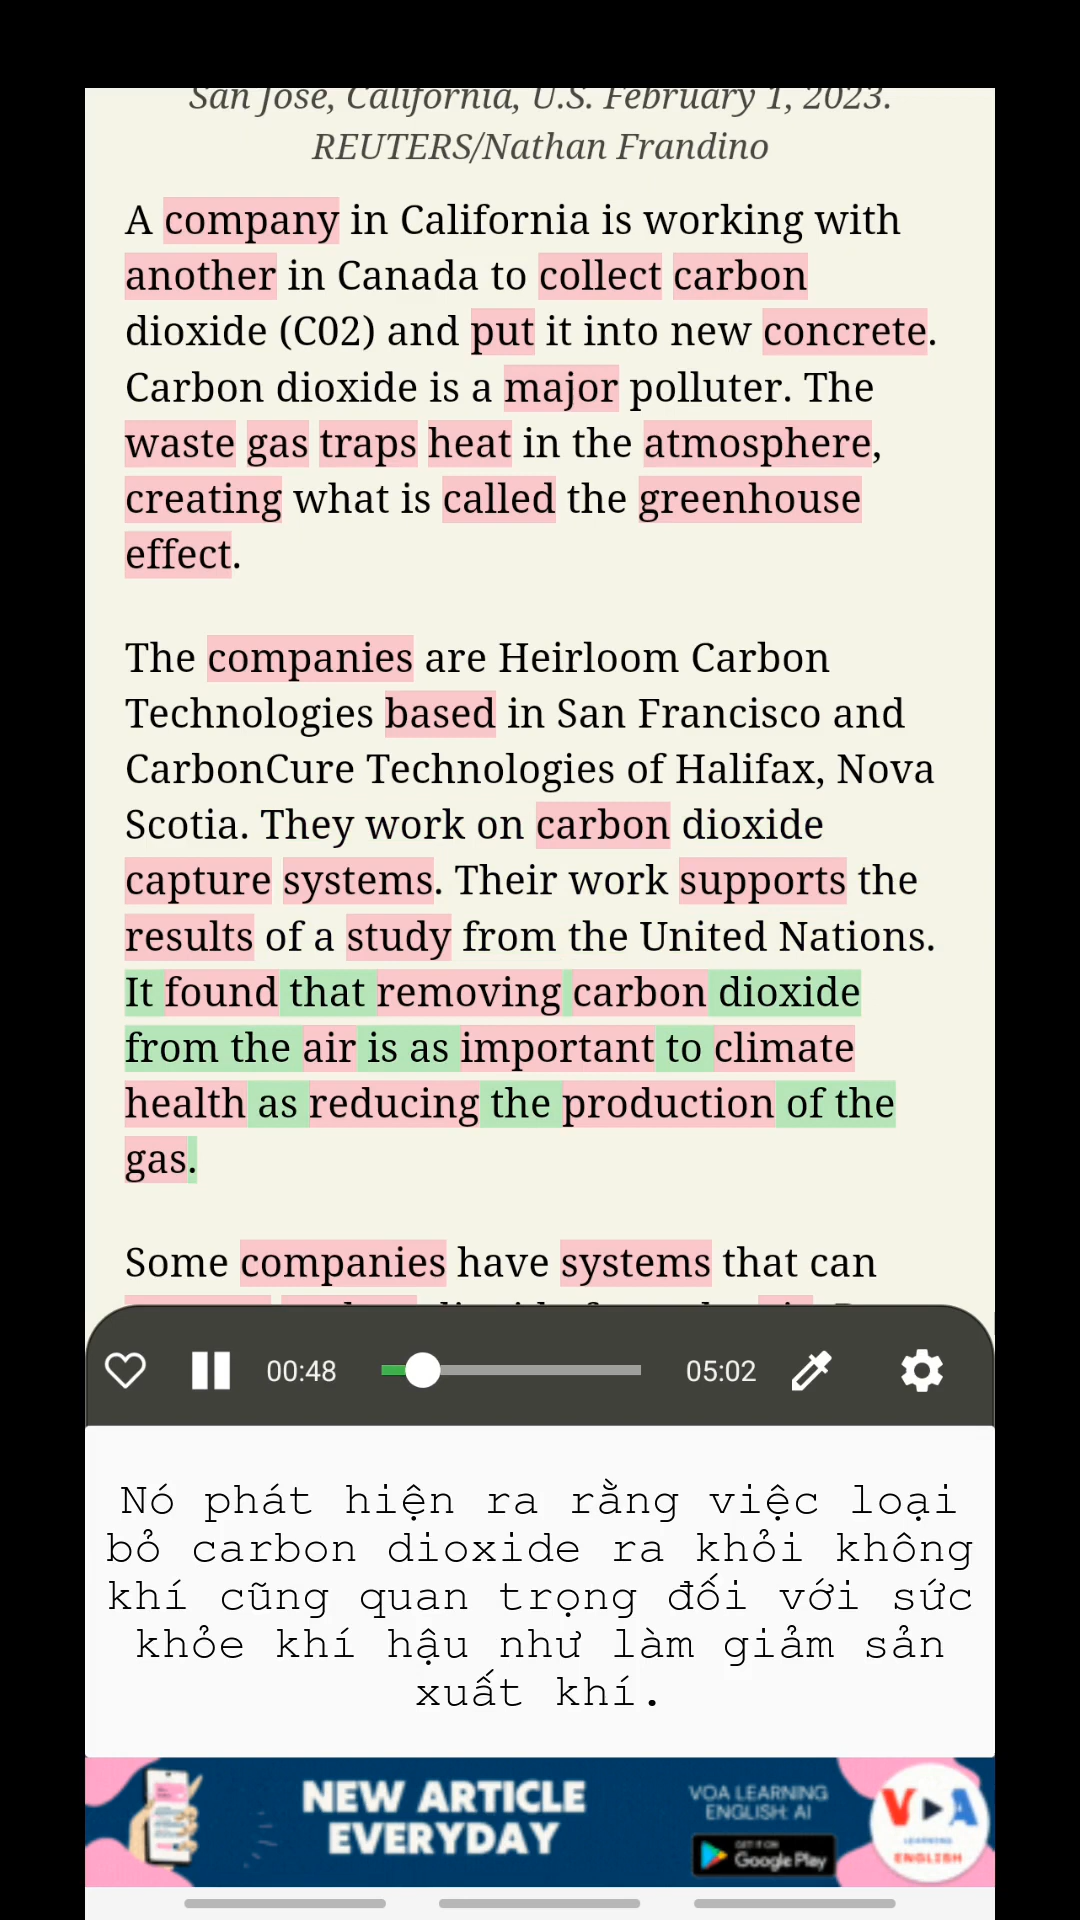 San Jose, California, U.S. February 1, 2023.
REUTERS/Nathan Frandino
A company in California is working with
another in Canada to collect carbon
dioxide (C02) and put it into new concrete.
Carbon dioxide is a major polluter. The
waste gas traps heat in the atmosphere,
creating what is called the greenhouse
effect.
The companies are Heirloom Carbon
Technologies based in San Francisco and
CarbonCure Technologies of Halifax, Nova
Scotia. They work on carbon dioxide
capture systems. Their work supports the
results of a study from the United Nations.
It found that removing carbon dioxide
from the air is as important to climate
health as reducing the production of the
gas.
Some companies have systems that can
00:48
05:02
Nó phát hiện ra rằng việc loại
bỏ carbon dioxide ra khỏi không
khí cũng quan trọng đối với sức
khỏe khí hậu như làm giảm sản
xuất khí.
NEW ARTICLE
EVERYDAY
VOA LEARNING
ENGLISH: AI
GET IT ON
Google Play
VOA
LEARNING
ENGLISH